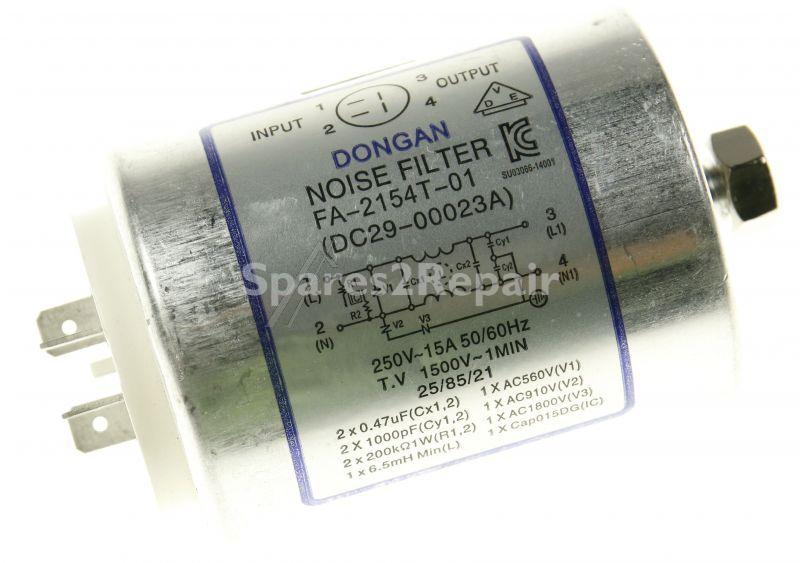 INPUT 1 2 3 4 OUTPUT
V
D E
DONGAN
NOISE FILTER
FA-2154T-01
(DC29-00023A)
SU03066-14001
Spares2Repair
(L)
2
(N)
R2
V1
V2
V3
Cx2
Cy1
Cy2
3
(L1)
4
(N1)
250V~15A 50/60Hz
T.V 1500V~1MIN
25/85/21
2 x 0.47uF(Cx1,2)
2 X 1000pF(Cy1,2)
2 x 200kΩ1W(R1,2)
1 x 6.5mH Min(L)
1 X AC560V(V1)
1 X AC910V(V2)
1 X AC1800V(V3)
1 X Cap015DG(IC)